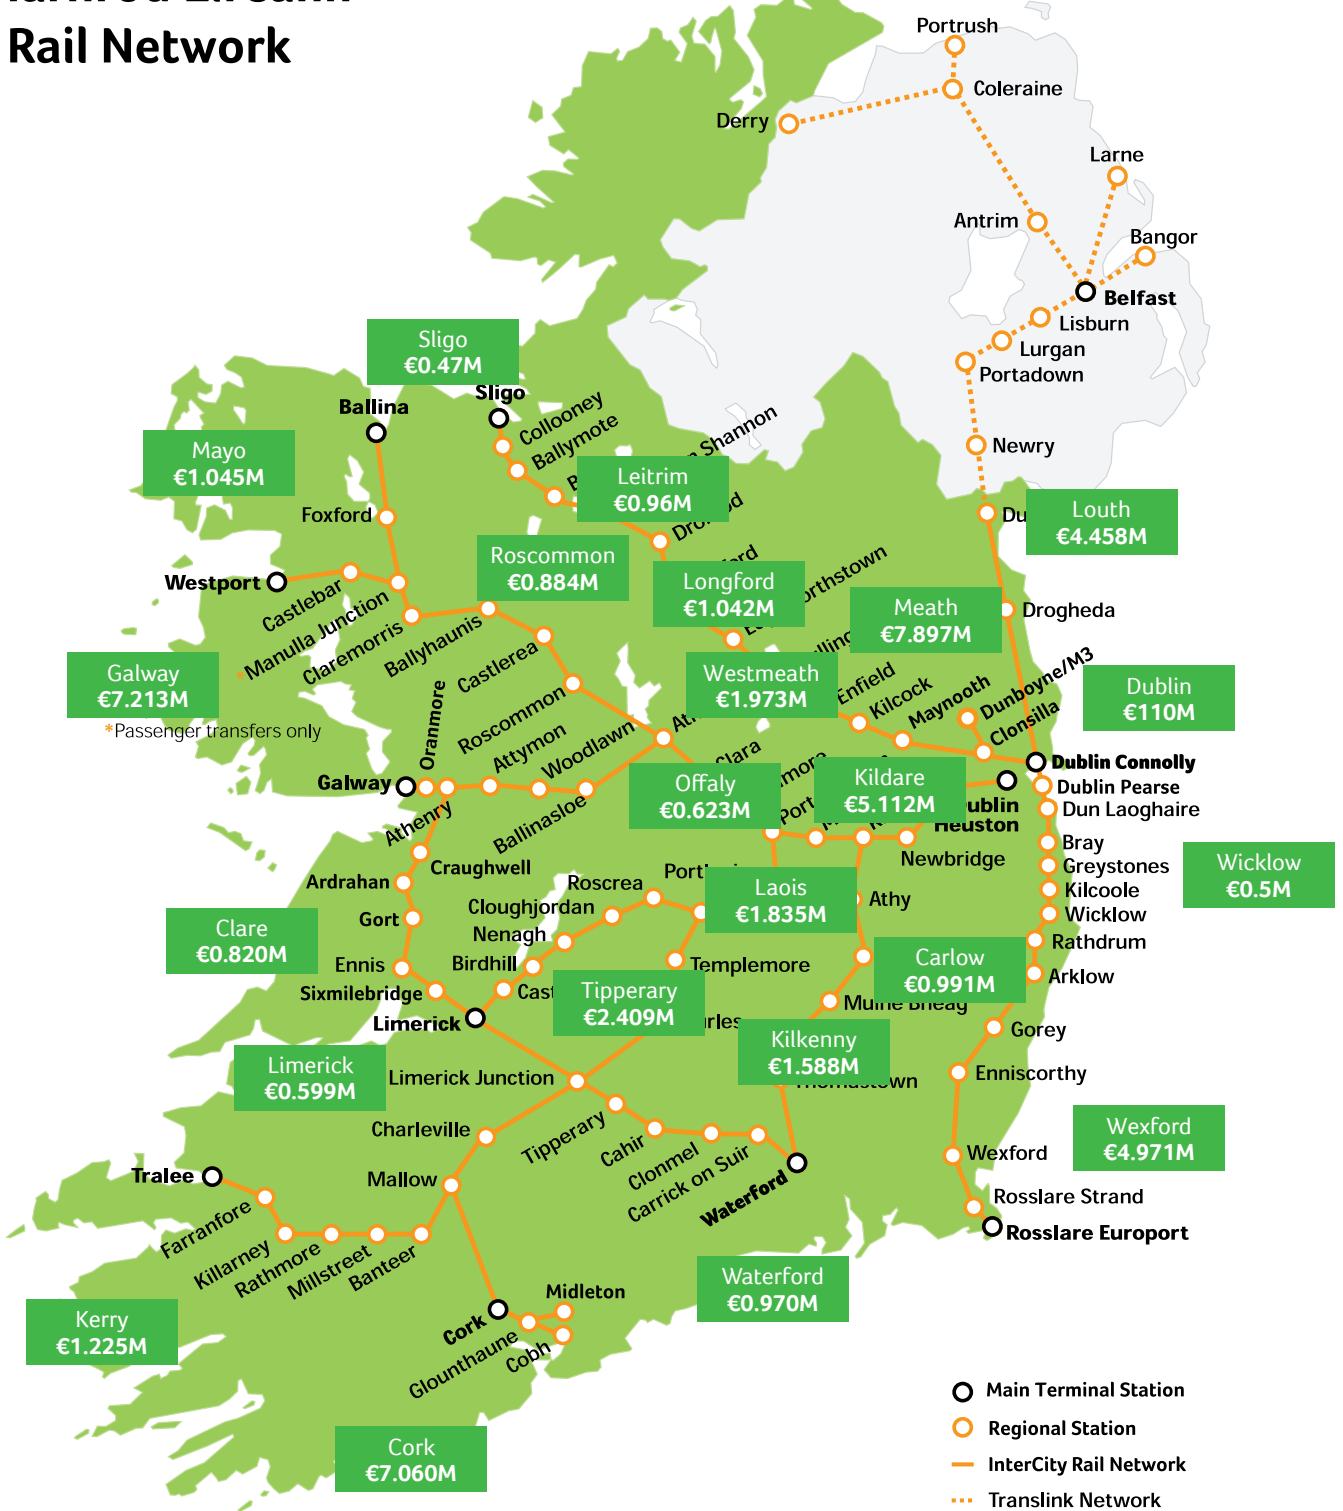 Rail Network
Portrush
Coleraine
Derry
Larne
Antrim
Bangor
Belfast
Lisburn
Lurgan
Portadown
Newry
Sligo
€0.47M
Sligo
Ballina
Collooney
Ballymote
Shannon
Mayo
€1.045M
Leitrim
€0.96M
Foxford
Louth
€4.458M
Roscommon
€0.884M
Westport
Castlebar
*Manulla Junction
Claremorris
Ballyhaunis
Castlerea
Roscommon
Longford
€1.042M
Meath
€7.897M
Drogheda
Galway
€7.213M
*Passenger transfers only
Westmeath
€1.973M
Enfield
Kilcock
Maynooth
Dunboyne/M3
Clonsilla
Dublin
€110M
Oranmore
Attymon
Woodlawn
Galway
Athenry
Ballinasloe
Clara
Offaly
€0.623M
Kildare
€5.112M
Dublin Connolly
Dublin Pearse
Dun Laoghaire
Heuston
Newbridge
Bray
Greystones
Kilcoole
Wicklow
Rathdrum
Arklow
Wicklow
€0.5M
Craughwell
Ardrahan
Gort
Ennis
Sixmilebridge
Limerick
Clare
€0.820M
Roscrea
Cloughjordan
Nenagh
Birdhill
Laois
€1.835M
Athy
Templemore
Carlow
€0.991M
Muine Bheag
Tipperary
€2.409M
Gorey
Kilkenny
€1.588M
Thomastown
Enniscorthy
Limerick
€0.599M
Limerick Junction
Charleville
Tipperary
Cahir
Clonmel
Carrick on Suir
Waterford
Wexford
€4.971M
Wexford
Rosslare Strand
Rosslare Europort
Tralee
Mallow
Farranfore
Killarney
Rathmore
Millstreet
Banteer
Waterford
€0.970M
Kerry
€1.225M
Midleton
Cork
Glounthaune
Cobh
Cork
€7.060M
Main Terminal Station
Regional Station
InterCity Rail Network
Translink Network